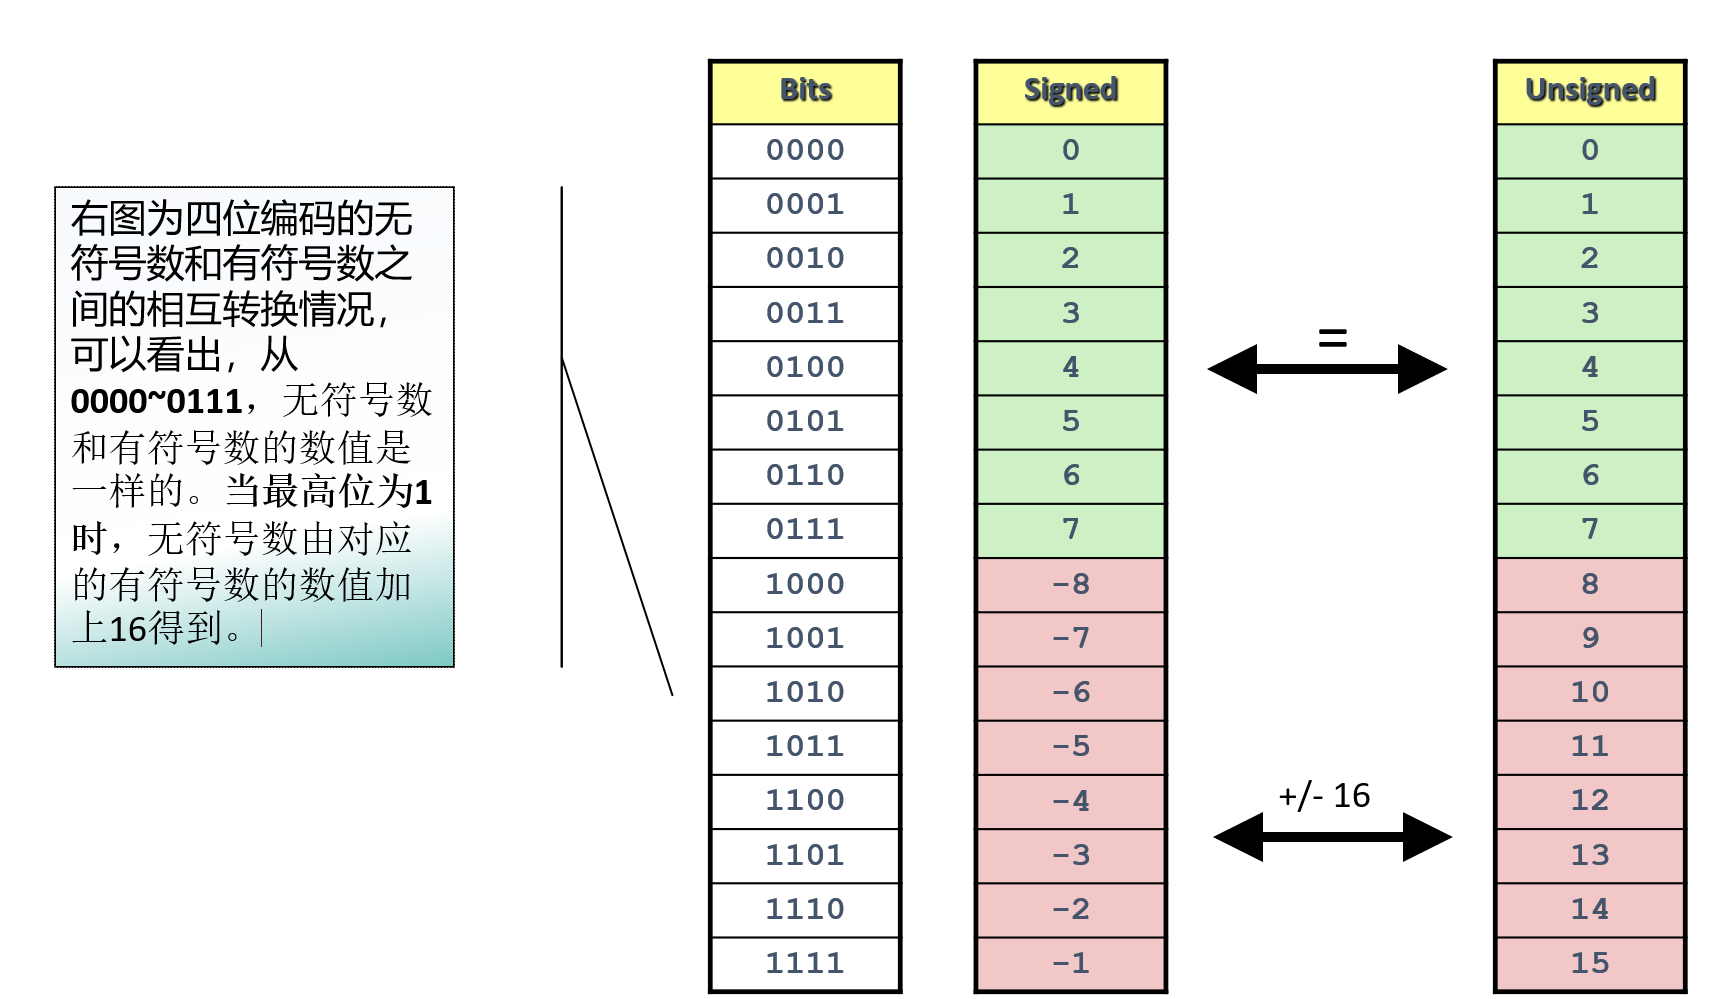 右图为四位编码的无
符号数和有符号数之
间的相互转换情况，
可以看出，从
0000~0111，无符号数
和有符号数的数值是
一样的。当最高位为1
时，无符号数由对应
的有符号数的数值加
上16得到。
Bits Signed Unsigned
0000 0 0
0001 1 1
0010 2 2
0011 3 3
=
0100 4 4
0101 5 5
0110 6 6
0111 7 7
1000 -8 8
1001 -7 9
1010 -6 10
1011 -5 11
+/- 16
1100 -4 12
1101 -3 13
1110 -2 14
1111 -1 15